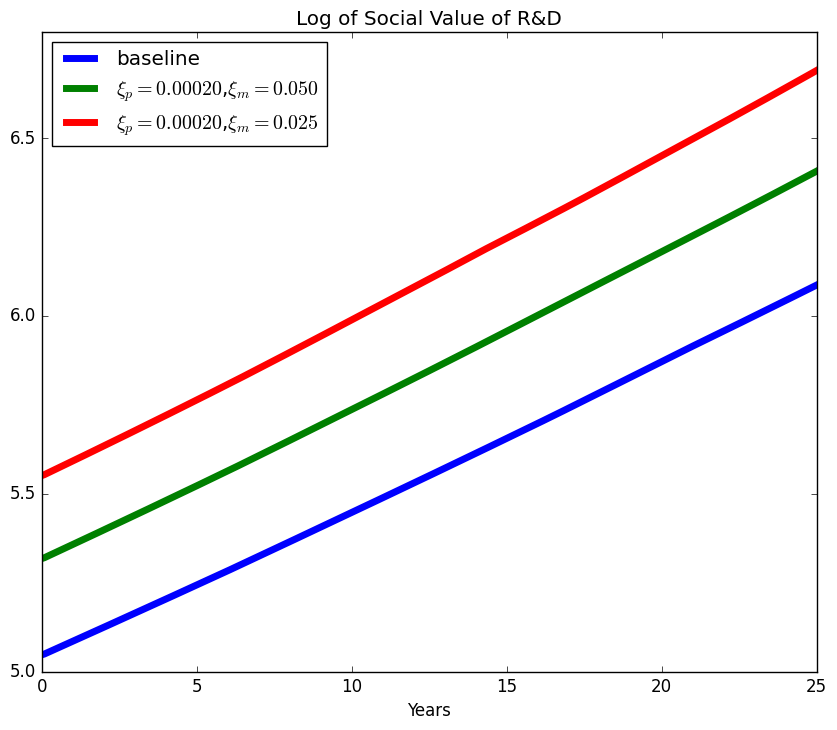 Log of Social Value of R&D
baseline
ξp = 0.00020,ξm = 0.050
ξp = 0.00020,ξm = 0.025
6.5
6.0
5.5
5.0
0 5 10 15 20 25
Years